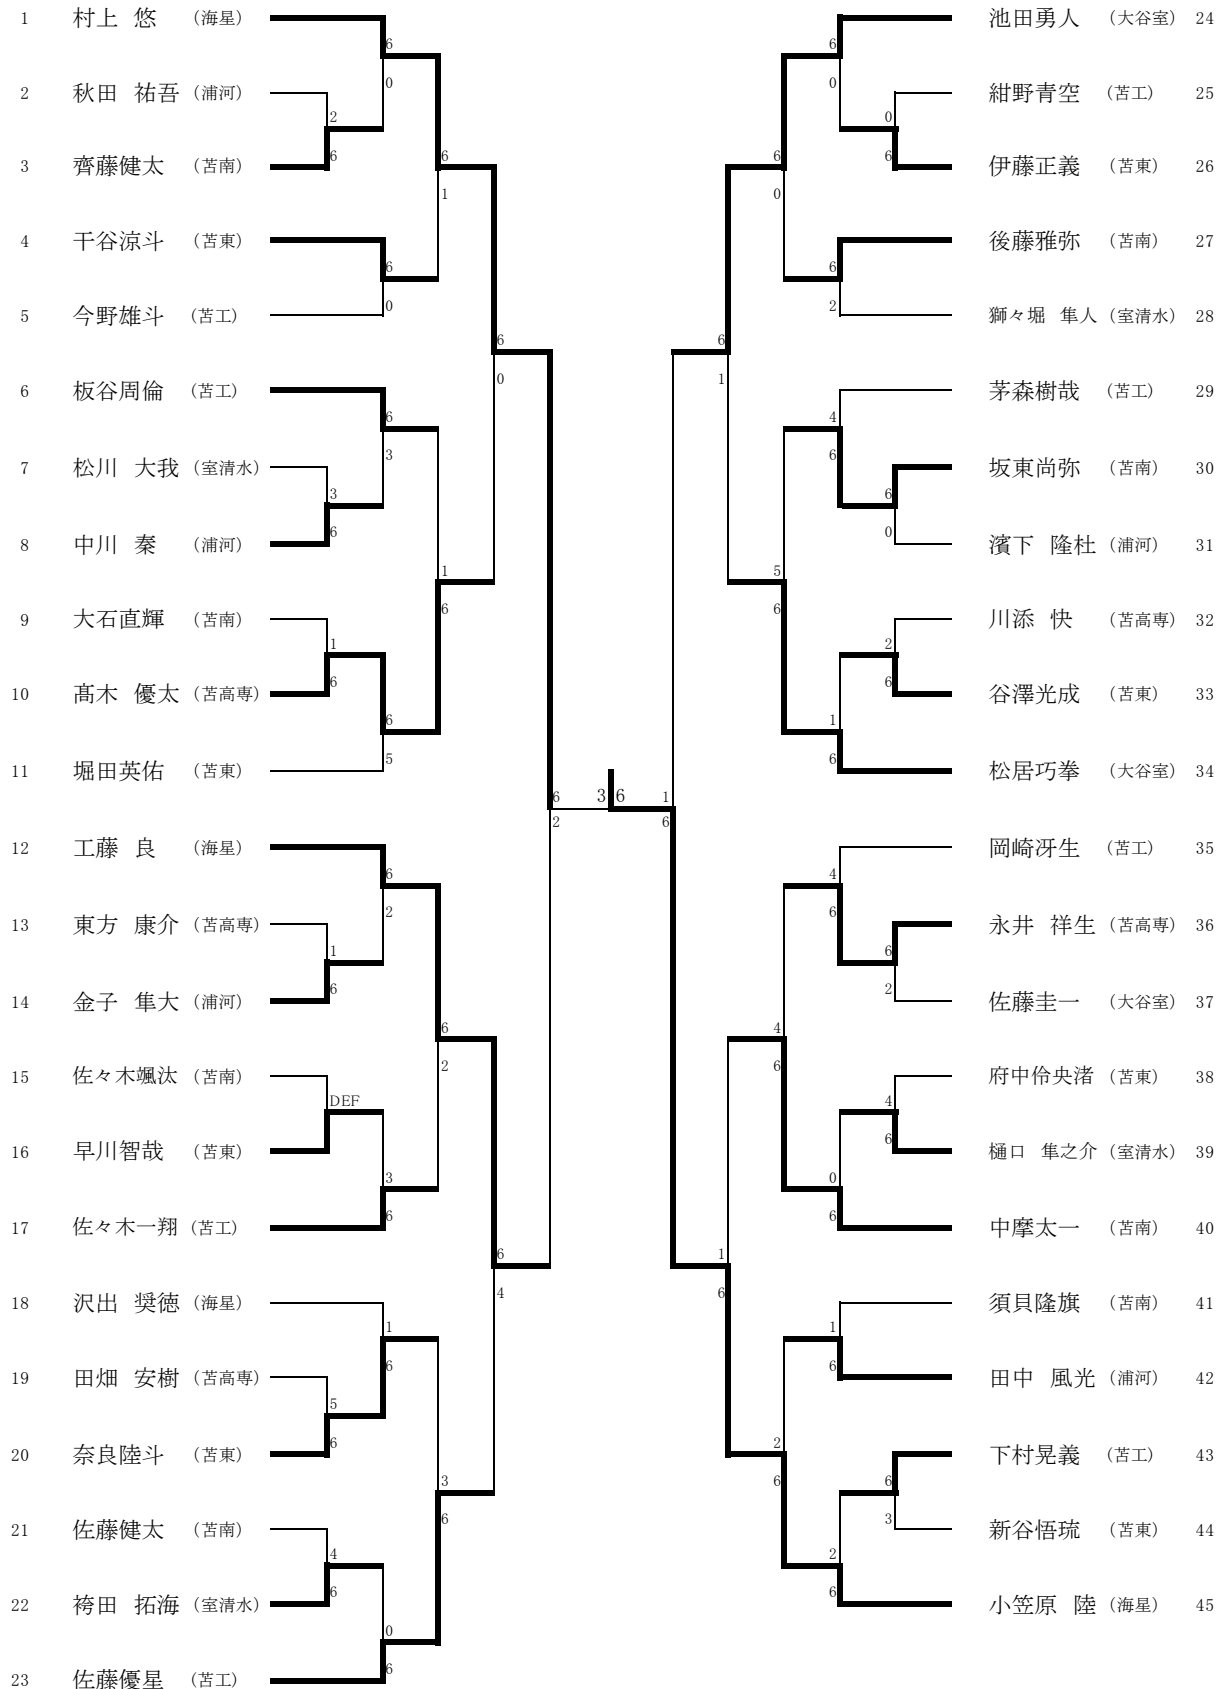 1 村上 悠 (海星)
2 秋田 祐吾 (浦河)
3 齊藤健太 (苫南)
4 干谷涼斗 (苫東)
5 今野雄斗 (苫工)
6 板谷周倫 (苫工)
7 松川 大我 (室清水)
8 中川 秦 (浦河)
9 大石直輝 (苫南)
10 髙木 優太 (苫高専)
11 堀田英佑 (苫東)
12 工藤 良 (海星)
13 東方 康介 (苫高専)
14 金子 隼大 (浦河)
15 佐々木颯汰 (苫南)
16 早川智哉 (苫東)
17 佐々木一翔 (苫工)
18 沢出 奨徳 (海星)
19 田畑 安樹 (苫高専)
20 奈良陸斗 (苫東)
21 佐藤健太 (苫南)
22 袴田 拓海 (室清水)
23 佐藤優星 (苫工)
2
6
3
6
1
6
1
6
DEF
5
6
4
6
6
0
6
0
6
3
6
5
6
2
3
6
1
6
0
6
6
1
1
6
6
2
3
6
6
0
6
4
6
2
3 6
1
6
6
1
1
6
6
0
5
6
4
6
2
6
6
0
6
2
4
6
1
6
4
6
0
6
1
6
2
6
0
6
6
0
2
6
6
2
4
6
6
3
池田勇人 (大谷室) 24
紺野青空 (苫工) 25
伊藤正義 (苫東) 26
後藤雅弥 (苫南) 27
獅々堀 隼人 (室清水) 28
茅森樹哉 (苫工) 29
坂東尚弥 (苫南) 30
濱下 隆杜 (浦河) 31
川添 快 (苫高専) 32
谷澤光成 (苫東) 33
松居巧拳 (大谷室) 34
岡崎冴生 (苫工) 35
永井 祥生 (苫高専) 36
佐藤圭一 (大谷室) 37
府中伶央渚 (苫東) 38
樋口 隼之介 (室清水) 39
中摩太一 (苫南) 40
須貝隆旗 (苫南) 41
田中 風光 (浦河) 42
下村晃義 (苫工) 43
新谷悟琉 (苫東) 44
小笠原 陸 (海星) 45